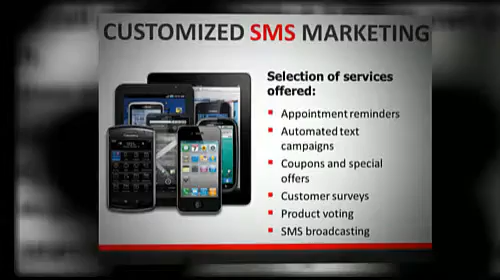 CUSTOMIZED SMS MARKETING
Selection of services
offered:
Appointment reminders
Automated text
campaigns
Coupons and special
offers
Customer surveys
Product voting
SMS broadcasting